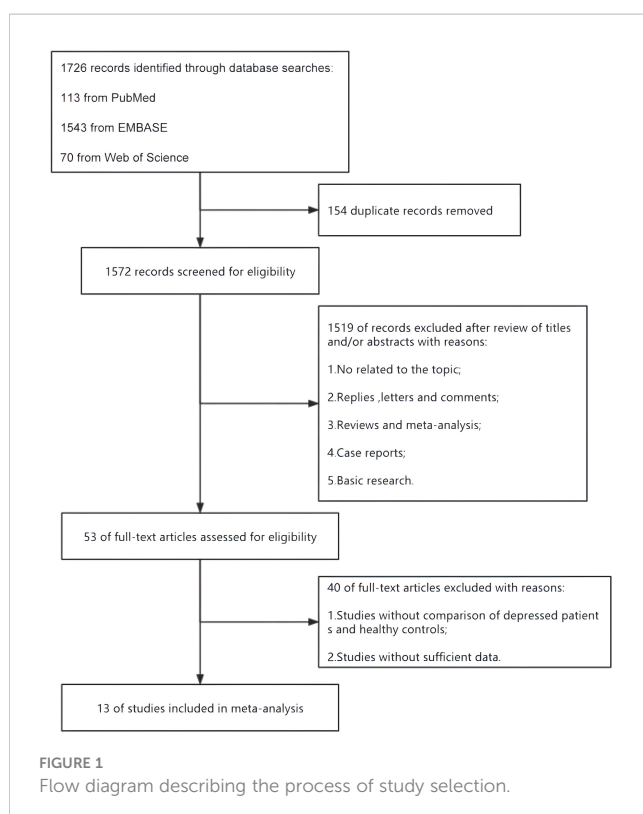 1726 records identified through database searches:
113 from PubMed
1543 from EMBASE
70 from Web of Science
154 duplicate records removed
1572 records screened for eligibility
1519 of records excluded after review of titles
and/or abstracts with reasons:
1.No related to the topic;
2.Replies ,letters and comments;
3.Reviews and meta-analysis;
4.Case reports;
5.Basic research.
53 of full-text articles assessed for eligibility
40 of full-text articles excluded with reasons:
1.Studies without comparison of depressed patient
s and healthy controls;
2.Studies without sufficient data.
13 of studies included in meta-analysis
FIGURE 1
Flow diagram describing the process of study selection.